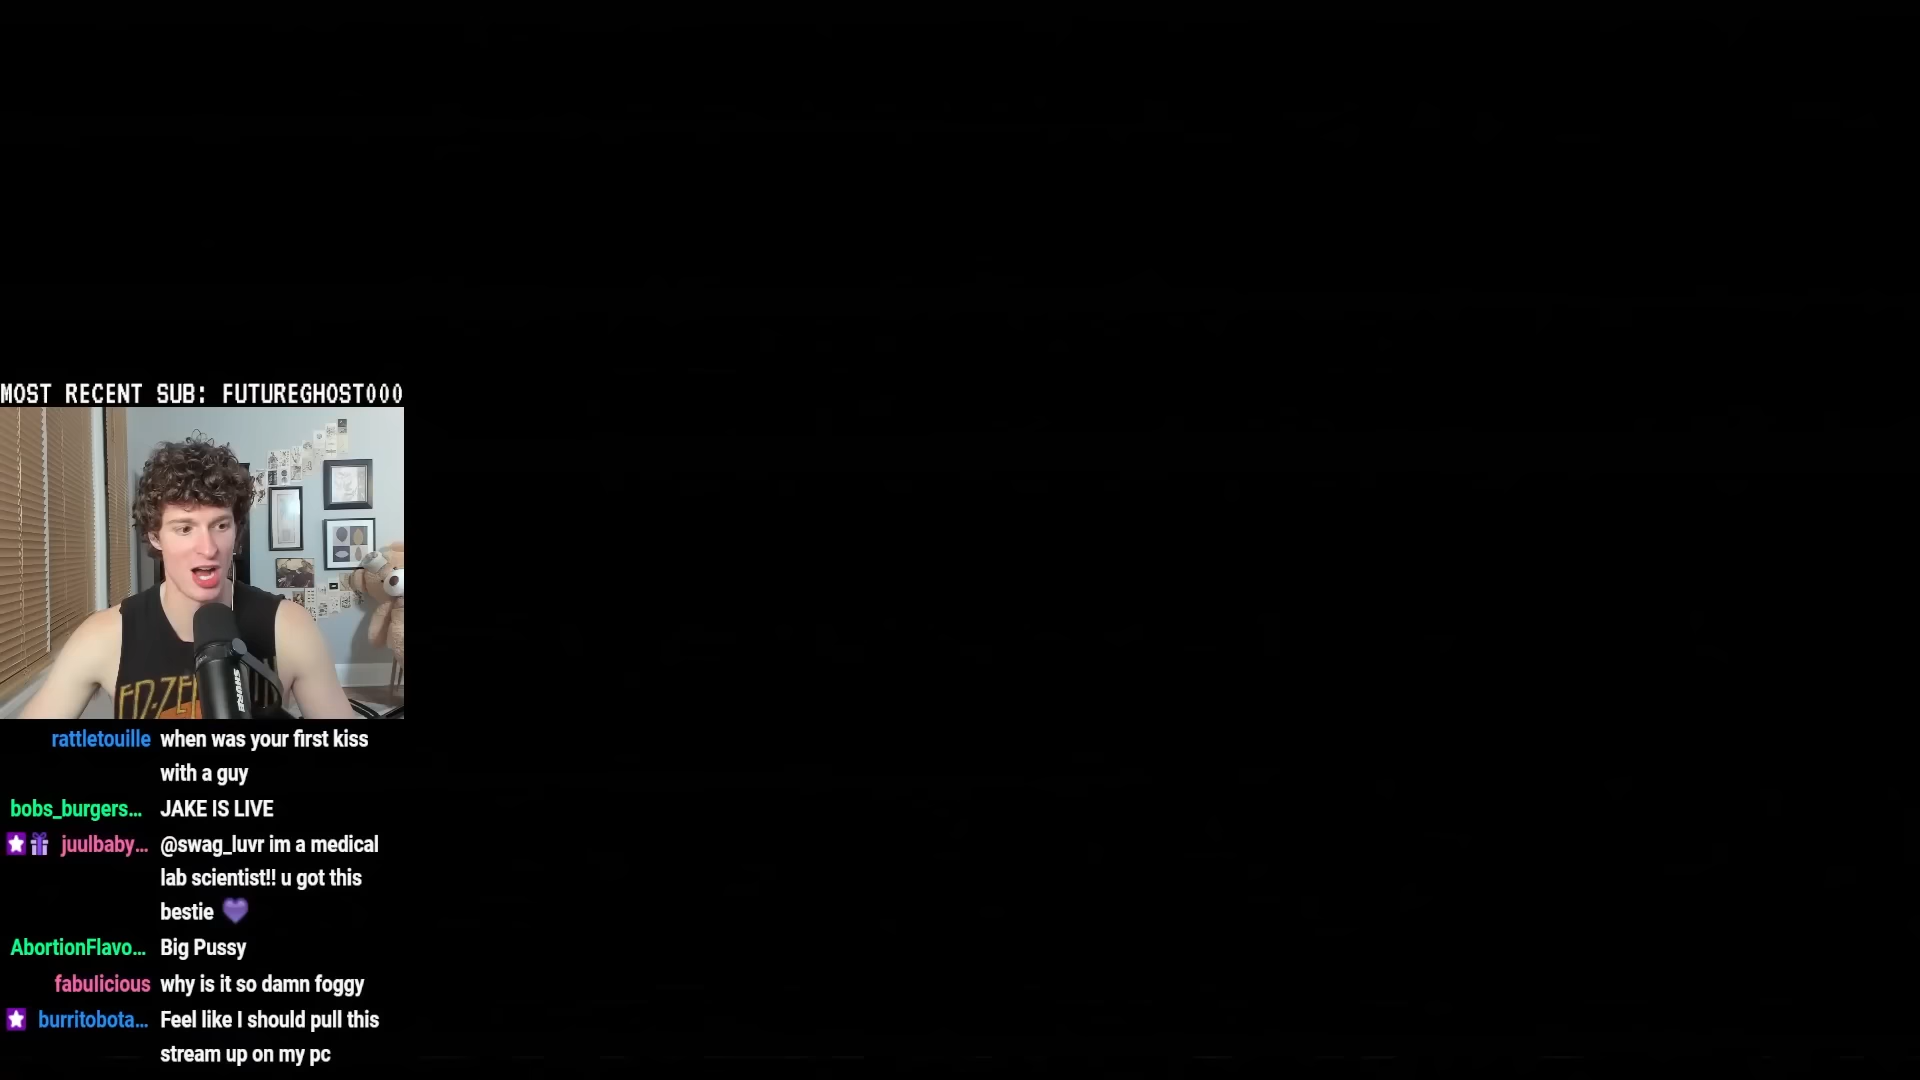 MOST RECENT SUB: FUTUREGHOST000
SHURE
rattletouille when was your first kiss
with a guy
bobs_burgers... JAKE IS LIVE
juulbaby... @swag_luvr im a medical
lab scientist!! u got this
bestie 💜
AbortionFlavo... Big Pussy
fabulicious why is it so damn foggy
burritobota... Feel like I should pull this
stream up on my pc